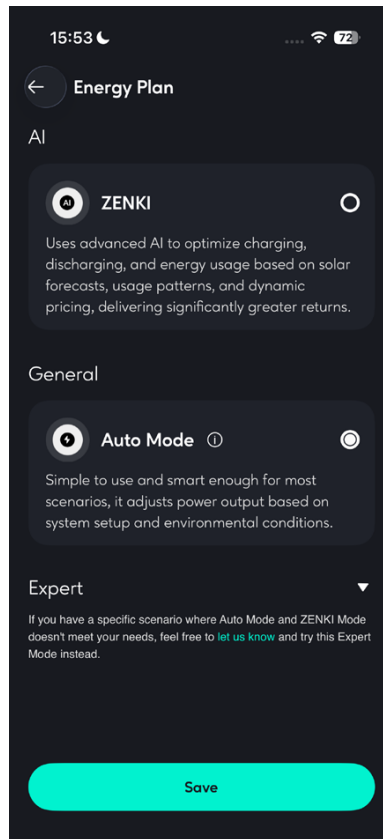 15:53
72
Energy Plan
AI
AI
ZENKI
Uses advanced AI to optimize charging,
discharging, and energy usage based on solar
forecasts, usage patterns, and dynamic
pricing, delivering significantly greater returns.
General
Auto Mode
Simple to use and smart enough for most
scenarios, it adjusts power output based on
system setup and environmental conditions.
Expert
If you have a specific scenario where Auto Mode and ZENKI Mode
doesn't meet your needs, feel free to let us know and try this Expert
Mode instead.
Save